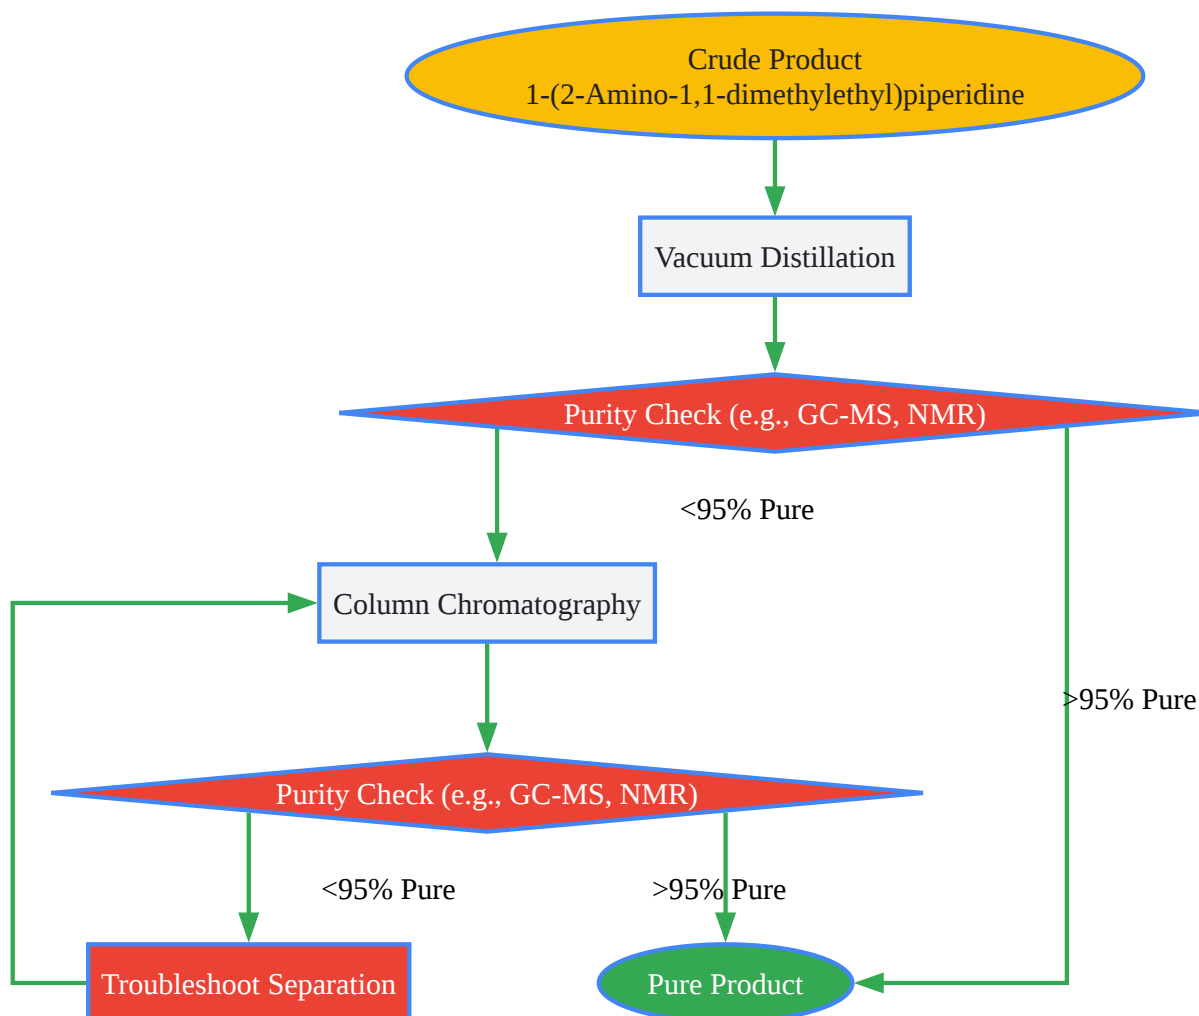 Crude Product
1-(2-Amino-1,1-dimethylethyl)piperidine
Vacuum Distillation
Purity Check (e.g., GC-MS, NMR)
<95% Pure
Column Chromatography
>95% Pure
Purity Check (e.g., GC-MS, NMR)
<95% Pure
>95% Pure
Troubleshoot Separation
Pure Product